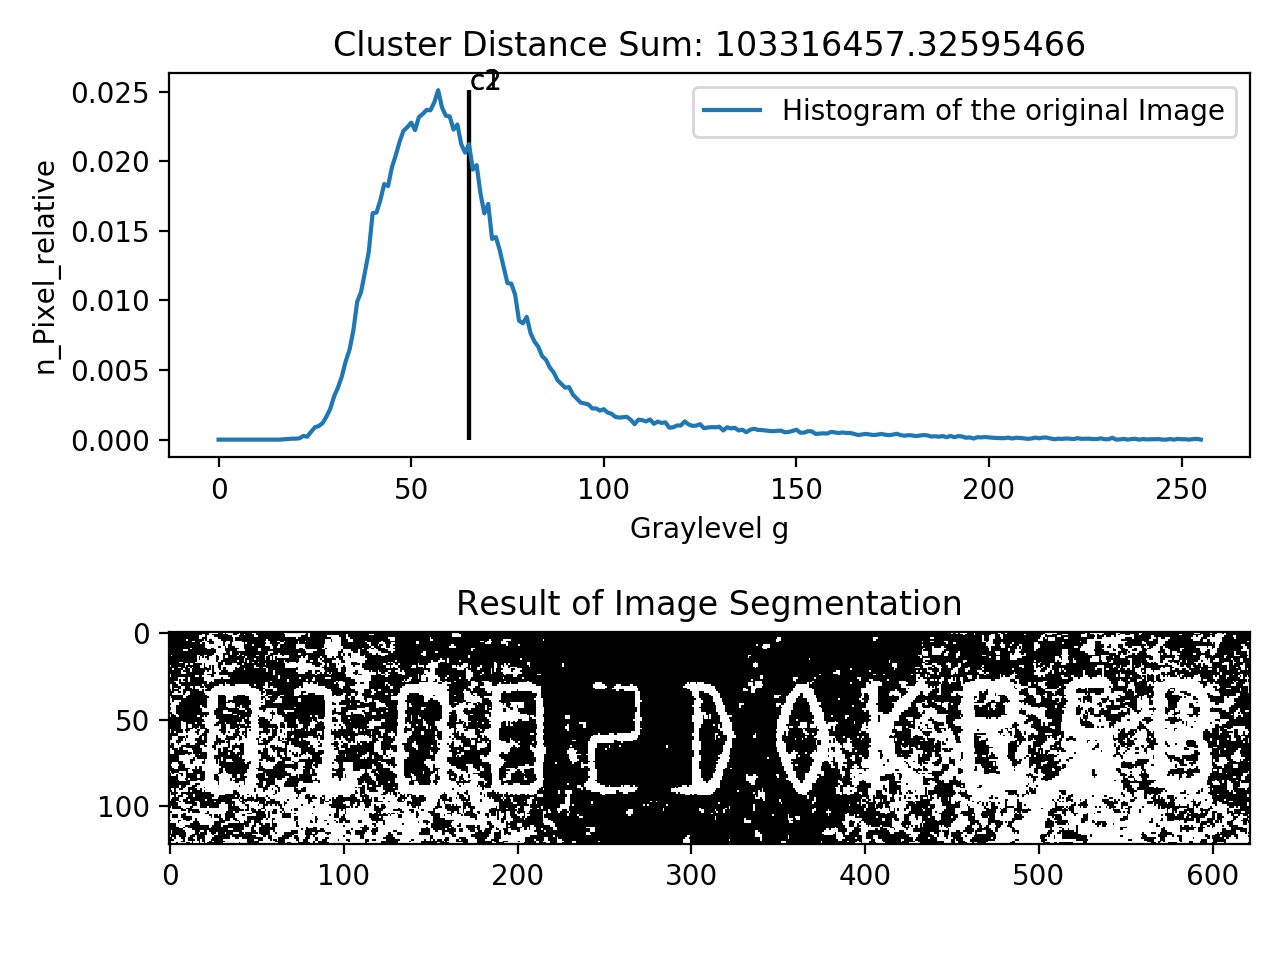 Cluster Distance Sum: 103316457.32595466
c2
Histogram of the original Image
0.025
0.020
0.015
0.010
0.005
0.000
n_Pixel_relative
0 50 100 150 200 250
Graylevel g
Result of Image Segmentation
0
50
100
2DOK
0 100 200 300 400 500 600